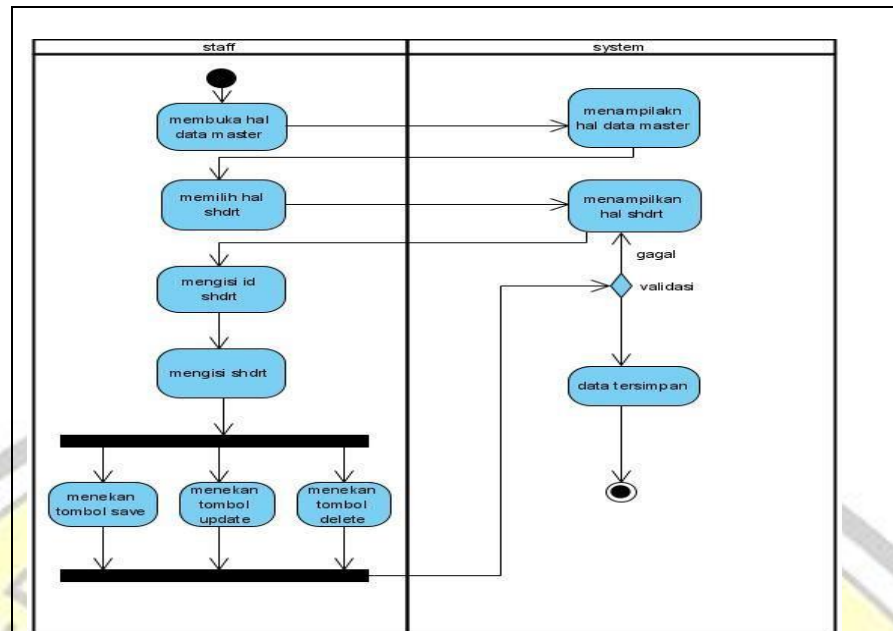 staff
system
membuka hal
data master
menampilakn
hal data master
memilih hal
shdrt
menampilkan
hal shdrt
gagal
mengisi id
shdrt
validasi
mengisi shdrt
data tersimpan
menekan
tombol save
menekan
tombol
update
menekan
tombol
delete